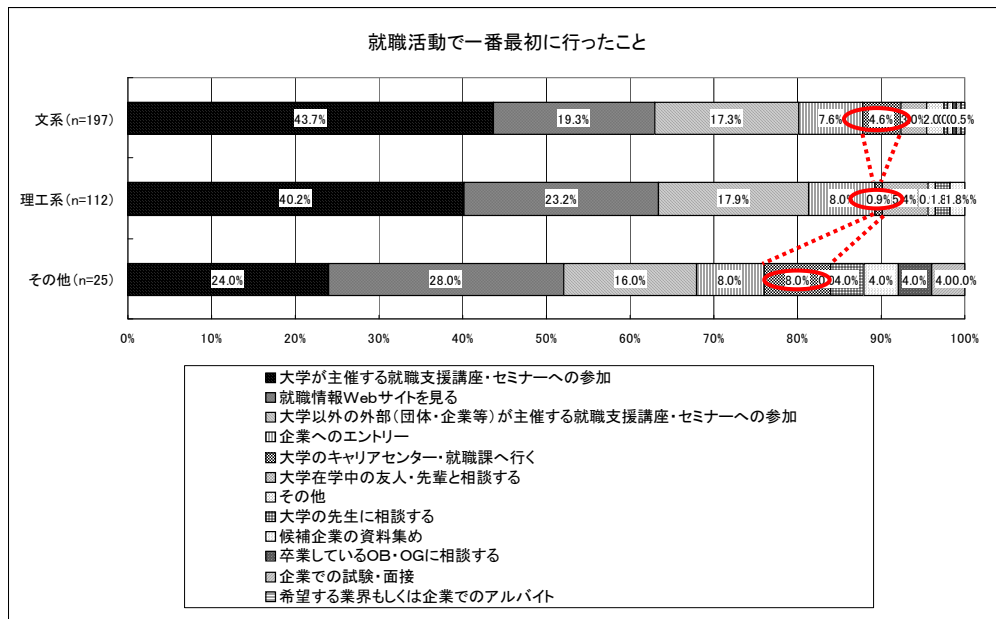 就職活動で一番最初に行ったこと
文系(n=197)
43.7%
19.3%
17.3%
7.6%
4.6%
2.0
0.5%
理工系(n=112)
40.2%
23.2%
17.9%
8.0%
0.9%
5.4%
1.8%
その他(n=25)
24.0%
28.0%
16.0%
8.0%
8.0%
4.0%
4.0%
4.0%
4.0
0.0%
0%
10%
20%
30%
40%
50%
60%
70%
80%
90%
100%
大学が主催する就職支援講座・セミナーへの参加
就職情報Webサイトを見る
大学以外の外部(団体・企業等)が主催する就職支援講座・セミナーへの参加
企業へのエントリー
大学のキャリアセンター・就職課へ行く
大学在学中の友人・先輩と相談する
その他
大学の先生に相談する
候補企業の資料集め
卒業しているOB・OGに相談する
企業での試験・面接
希望する業界もしくは企業でのアルバイト